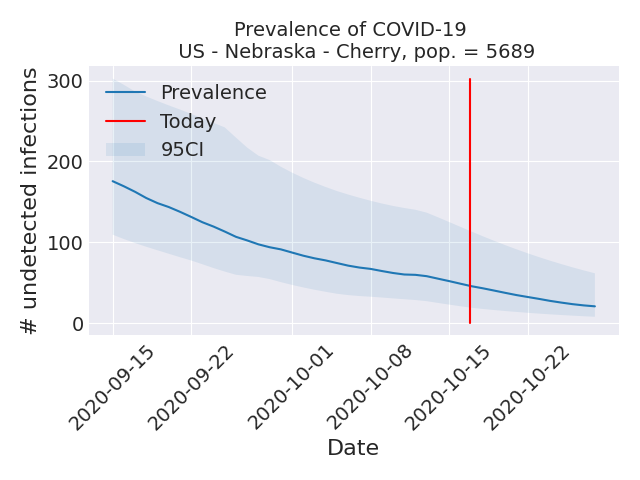 Prevalence of COVID-19
US - Nebraska - Cherry, pop. = 5689
# undetected infections
300
200
100
0
Prevalence
Today
95CI
2020-09-15
2020-09-22
2020-10-01
2020-10-08
2020-10-15
2020-10-22
Date